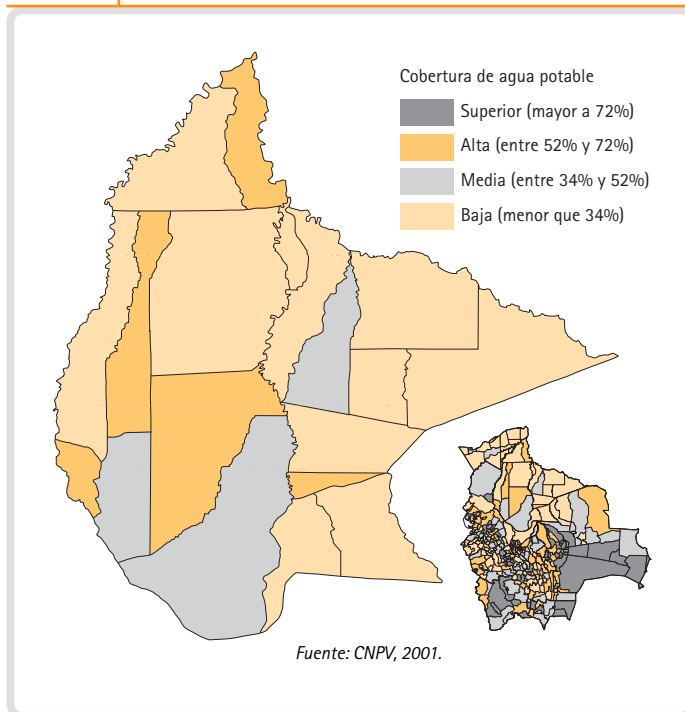 Cobertura de agua potable
Superior (mayor a 72%)
Alta (entre 52% y 72%)
Media (entre 34% y 52%)
Baja (menor que 34%)
Fuente: CNPV, 2001.